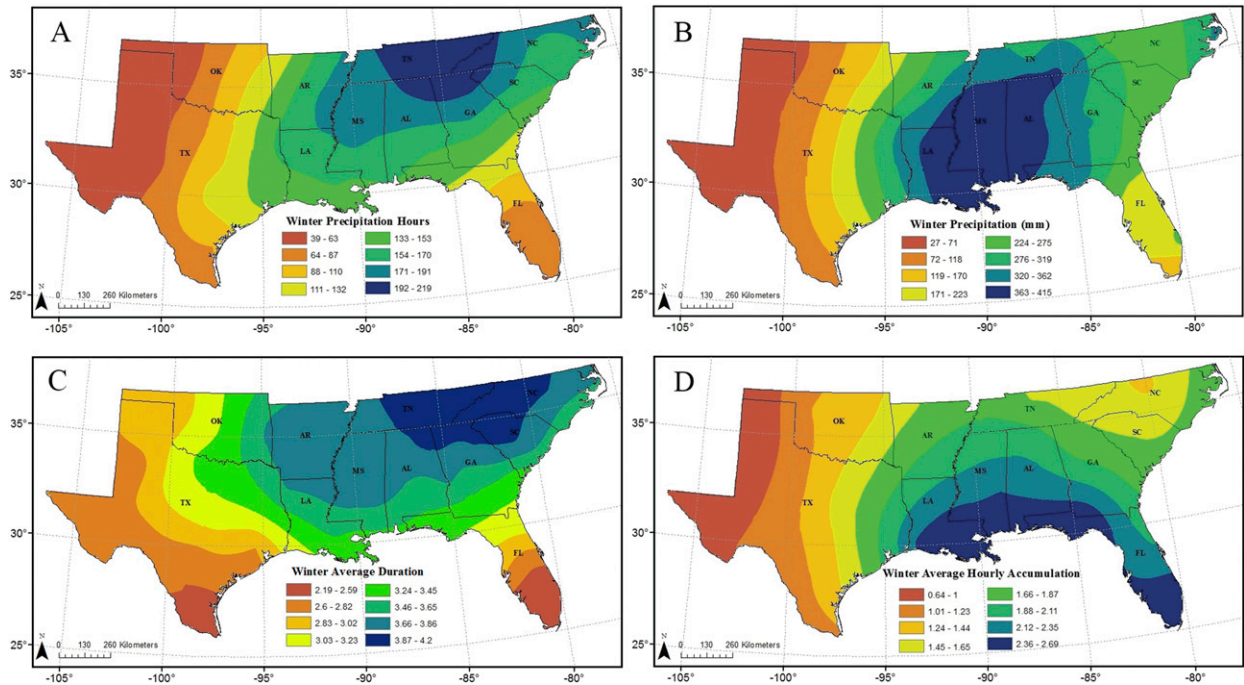 A
35°
30°
25°
OK
TX
AR
LA
MS
TN
AL
GA
SC
NC
FL
Winter Precipitation Hours
39 - 63
64 - 87
88 - 110
111 - 132
133 - 153
154 - 170
171 - 191
192 - 219
N
0 130 260 Kilometers
-105° -100° -95° -90° -85° -80°
B
35°
30°
25°
OK
TX
AR
LA
MS
TN
AL
GA
SC
NC
FL
Winter Precipitation (mm)
27 - 71
72 - 118
119 - 170
171 - 223
224 - 275
276 - 319
320 - 362
363 - 415
N
0 130 260 Kilometers
-105° -100° -95° -90° -85° -80°
C
35°
30°
25°
OK
TX
AR
LA
MS
TN
AL
GA
SC
NC
FL
Winter Average Duration
2.19 - 2.59
2.6 - 2.82
2.83 - 3.02
3.03 - 3.23
3.24 - 3.45
3.46 - 3.65
3.66 - 3.86
3.87 - 4.2
N
0 130 260 Kilometers
-105° -100° -95° -90° -85° -80°
D
35°
30°
25°
OK
TX
AR
LA
MS
TN
AL
GA
SC
NC
FL
Winter Average Hourly Accumulation
0.64 - 1
1.01 - 1.23
1.24 - 1.44
1.45 - 1.65
1.66 - 1.87
1.88 - 2.11
2.12 - 2.35
2.36 - 2.69
N
0 130 260 Kilometers
-105° -100° -95° -90° -85° -80°